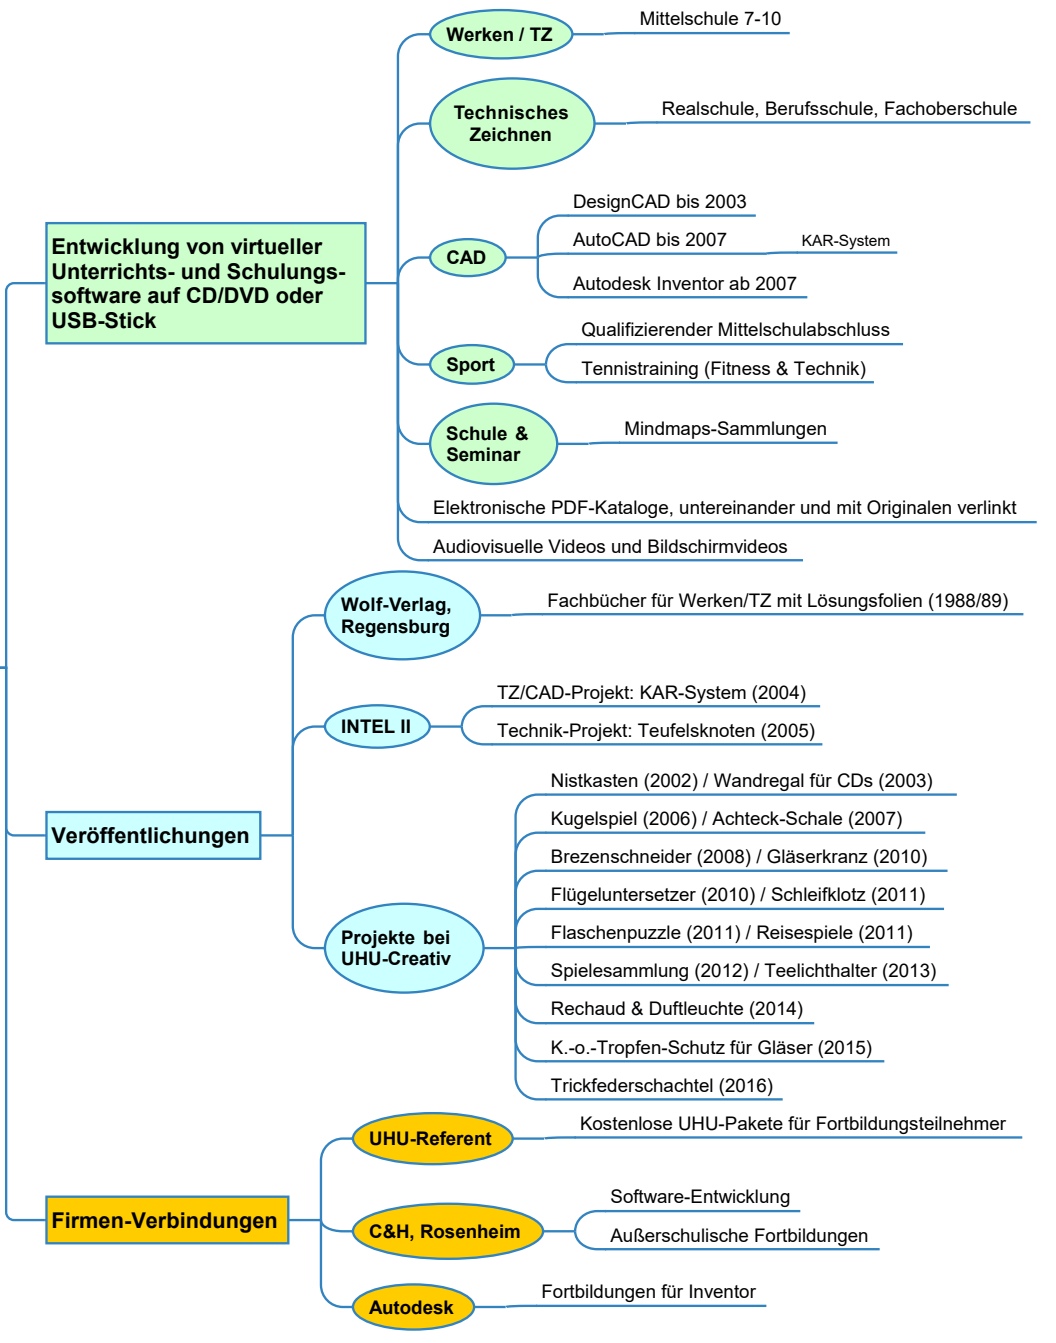 Werken / TZ
Mittelschule 7-10
Technisches
Zeichnen
Realschule, Berufsschule, Fachoberschule
Entwicklung von virtueller
Unterrichts- und Schulungs-
software auf CD/DVD oder
USB-Stick
CAD
DesignCAD bis 2003
AutoCAD bis 2007
KAR-System
Autodesk Inventor ab 2007
Sport
Qualifizierender Mittelschulabschluss
Tennistraining (Fitness & Technik)
Schule &
Seminar
Mindmaps-Sammlungen
Elektronische PDF-Kataloge, untereinander und mit Originalen verlinkt
Audiovisuelle Videos und Bildschirmvideos
Veröffentlichungen
Wolf-Verlag,
Regensburg
Fachbücher für Werken/TZ mit Lösungsfolien (1988/89)
INTEL II
TZ/CAD-Projekt: KAR-System (2004)
Technik-Projekt: Teufelsknoten (2005)
Projekte bei
UHU-Creativ
Nistkasten (2002) / Wandregal für CDs (2003)
Kugelspiel (2006) / Achteck-Schale (2007)
Brezenschneider (2008) / Gläserkranz (2010)
Flügeluntersetzer (2010) / Schleifklotz (2011)
Flaschenpuzzle (2011) / Reisespiele (2011)
Spielesammlung (2012) / Teelichthalter (2013)
Rechaud & Duftleuchte (2014)
K.-o.-Tropfen-Schutz für Gläser (2015)
Trickfederschachtel (2016)
Firmen-Verbindungen
UHU-Referent
Kostenlose UHU-Pakete für Fortbildungsteilnehmer
C&H, Rosenheim
Software-Entwicklung
Außerschulische Fortbildungen
Autodesk
Fortbildungen für Inventor